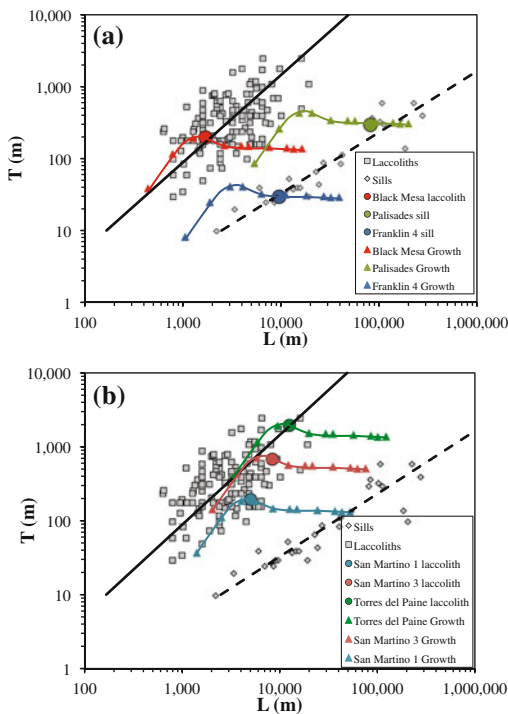 10,000
(a)
1,000
T (m)
100
10
1
Laccoliths
Sills
Black Mesa laccolith
Palisades sill
Franklin 4 sill
Black Mesa Growth
Palisades Growth
Franklin 4 Growth
100 1,000 10,000 100,000 1,000,000
L (m)
10,000
(b)
1,000
T (m)
100
10
1
Sills
Laccoliths
San Martino 1 laccolith
San Martino 3 laccolith
Torres del Paine laccolith
Torres del Paine Growth
San Martino 3 Growth
San Martino 1 Growth
100 1,000 10,000 100,000 1,000,000
L (m)